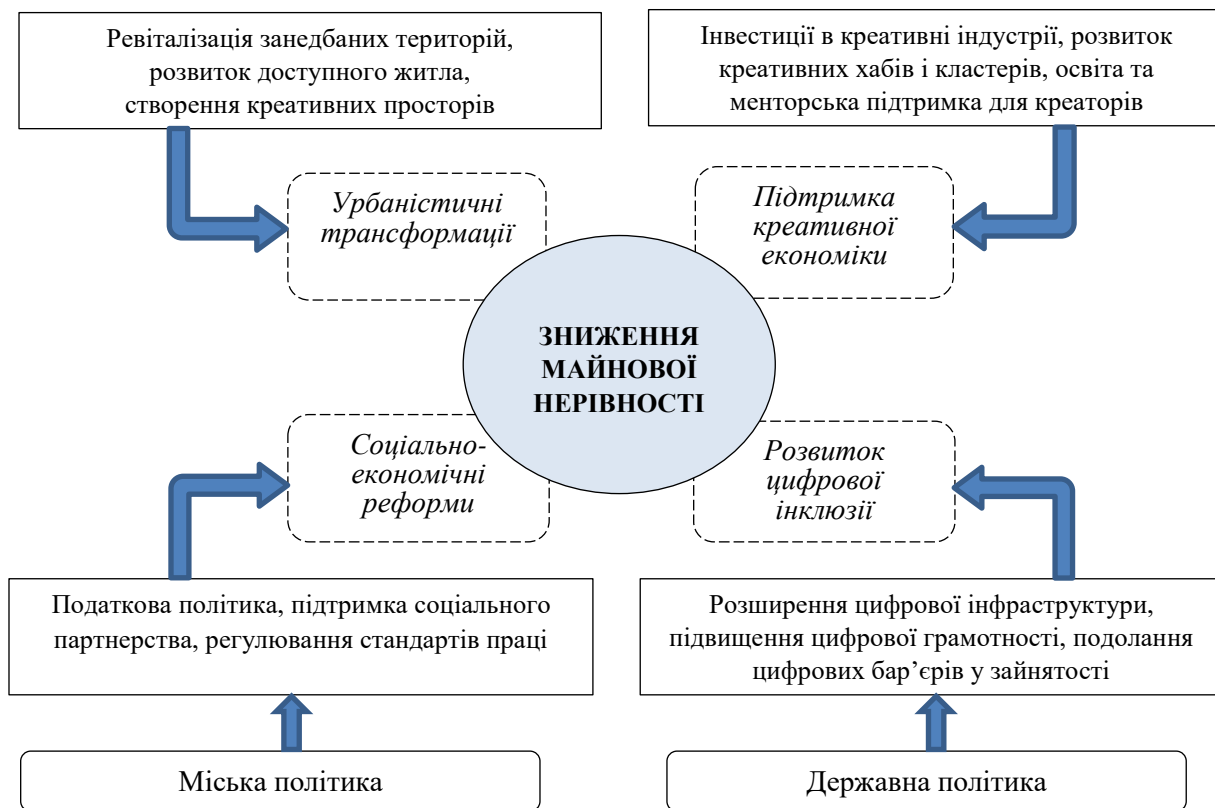 Ревіталізація занедбаних територій,
розвиток доступного житла,
створення креативних просторів
Інвестиції в креативні індустрії, розвиток
креативних хабів і кластерів, освіта та
менторська підтримка для креаторів
Урбаністичні
трансформації
Підтримка
креативної
економіки
ЗНИЖЕННЯ
МАЙНОВОЇ
НЕРІВНОСТІ
Соціально-
економічні
реформи
Розвиток
цифрової
інклюзії
Податкова політика, підтримка соціального
партнерства, регулювання стандартів праці
Розширення цифрової інфраструктури,
підвищення цифрової грамотності, подолання
цифрових бар’єрів у зайнятості
Міська політика
Державна політика